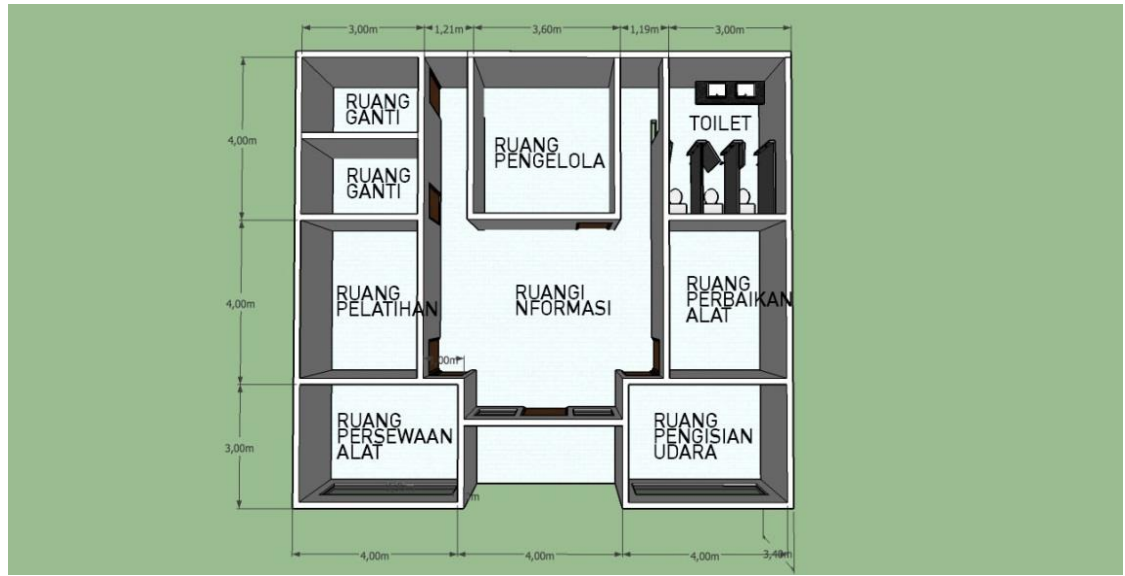 3,00m
1,21m
3,60m
1,19m
3,00m
4,00m
4,00m
3,00m
RUANG
GANTI
RUANG
GANTI
RUANG
PENGELOLA
TOILET
RUANG
PELATIHAN
RUANGI
NFORMASI
RUANG
PERBAIKAN
ALAT
RUANG
PERSEWAAN
ALAT
RUANG
PENGISIAN
UDARA
4,00m
4,00m
4,00m
3,40m